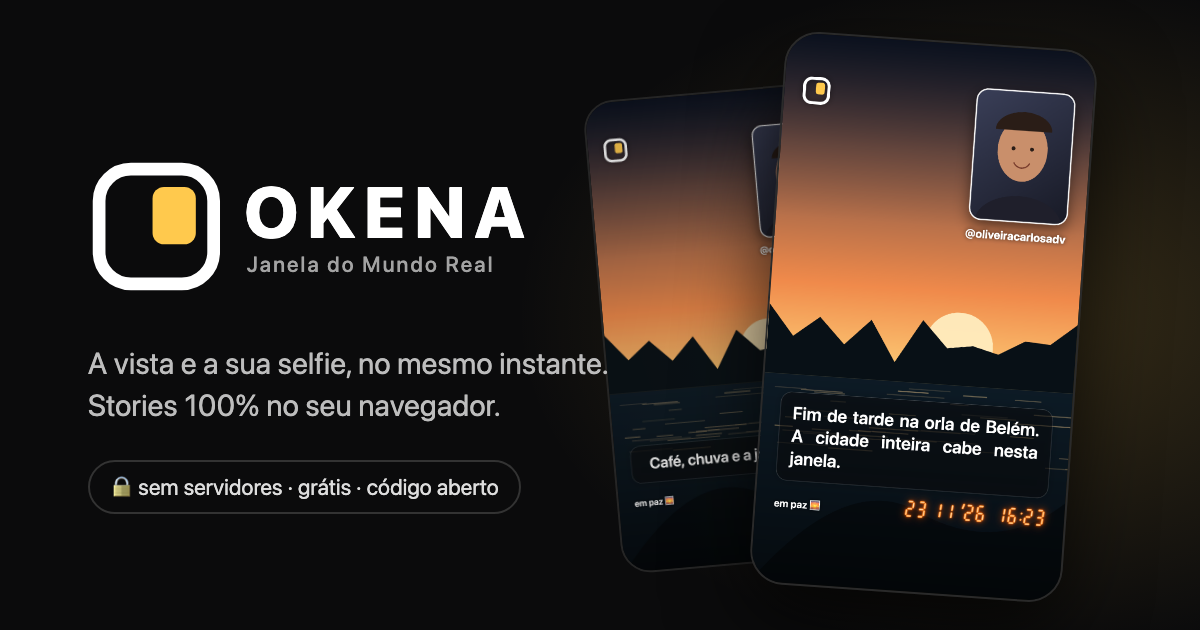 OKENA
Janela do Mundo Real
A vista e a sua selfie, no mesmo instante.
Stories 100% no seu navegador.
🔒 sem servidores · grátis · código aberto
Café, chuva e a
em paz
@oliveiracarlosadv
Fim de tarde na orla de Belém.
A cidade inteira cabe nesta
janela.
em paz
23 11'26 16:23